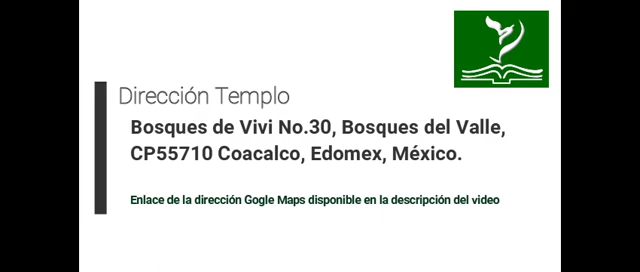 Dirección Templo
Bosques de Vivi No.30, Bosques del Valle,
CP55710 Coacalco, Edomex, México.
Enlace de la dirección Gogle Maps disponible en la descripción del video